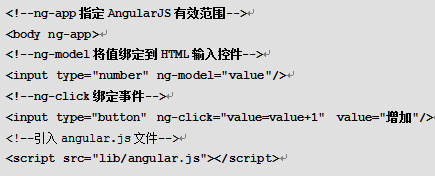 <!--ng-app 指定 AngularJS 有效范围-->
<body ng-app>
<!--ng-model 将值绑定到 HTML 输入控件-->
<input type="number" ng-model="value"/>
<!--ng-click 绑定事件-->
<input type="button" ng-click="value=value+1" value="增加"/>
<!--引入 angular.js 文件-->
<script src="lib/angular.js"></script>